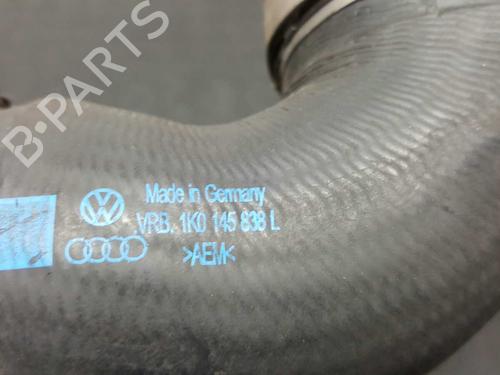 B-PARTS
Made in Germany
VRB. 1K0 145 838 L
>AEM<